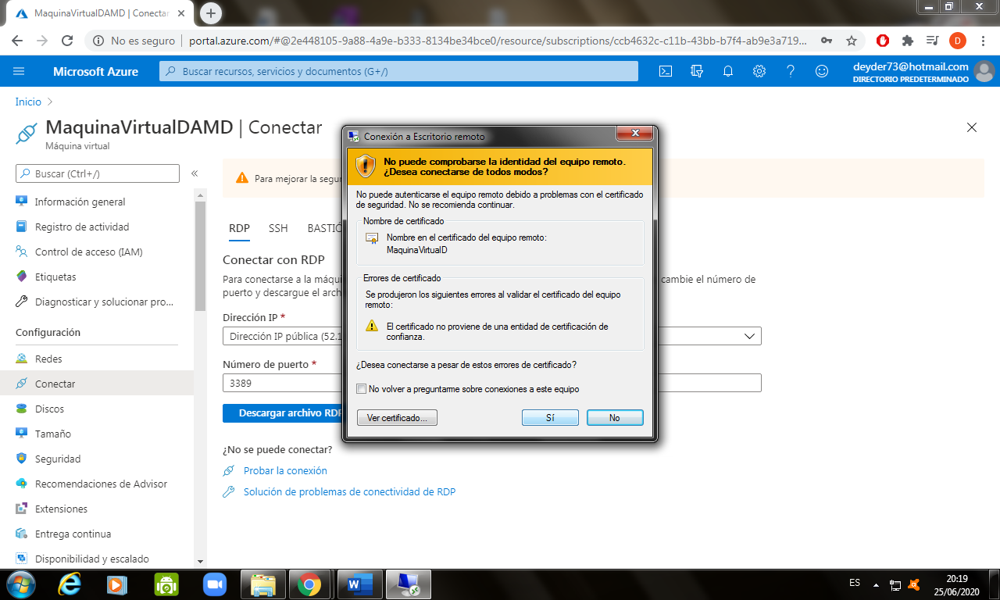 MaquinaVirtualDAMD | Conectar
No es seguro
portal.azure.com/#@2e448105-9a88-4a9e-b333-8134be34bce0/resource/subscriptions/ccb4632c-c11b-43bb-b7f4-ab9e3a719...
D
Microsoft Azure
Buscar recursos, servicios y documentos (G+/)
deyder73@hotmail.com
DIRECTORIO PREDETERMINADO
Inicio
MaquinaVirtualDAMD | Conectar
Máquina virtual
Buscar (Ctrl+/)
Información general
Registro de actividad
Control de acceso (IAM)
Etiquetas
Diagnosticar y solucionar pro...
Configuración
Redes
Conectar
Discos
Tamaño
Seguridad
Recomendaciones de Advisor
Extensiones
Entrega continua
Disponibilidad y escalado
Para mejorar la segur
RDP
SSH
BASTIÓ
Conectar con RDP
Para conectarse a la máqui
cambie el número de
puerto y descargue el arch
Dirección IP *
Dirección IP pública (52.1
Número de puerto *
3389
Descargar archivo RDP
¿No se puede conectar?
Probar la conexión
Solución de problemas de conectividad de RDP
Conexión a Escritorio remoto
No puede comprobarse la identidad del equipo remoto.
¿Desea conectarse de todos modos?
No puede autenticarse el equipo remoto debido a problemas con el certificado
de seguridad. No se recomienda continuar.
Nombre de certificado
Nombre en el certificado del equipo remoto:
MaquinaVirtualD
Errores de certificado
Se produjeron los siguientes errores al validar el certificado del equipo
remoto:
El certificado no proviene de una entidad de certificación de
confianza.
¿Desea conectarse a pesar de estos errores de certificado?
No volver a preguntarme sobre conexiones a este equipo
Ver certificado...
Sí
No
ES
20:19
25/06/2020